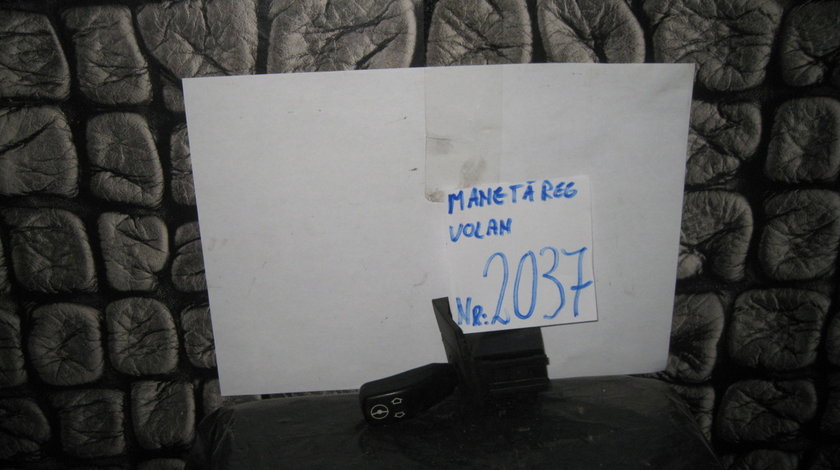 MANETĂ REG
VOLAN
NR: 2037